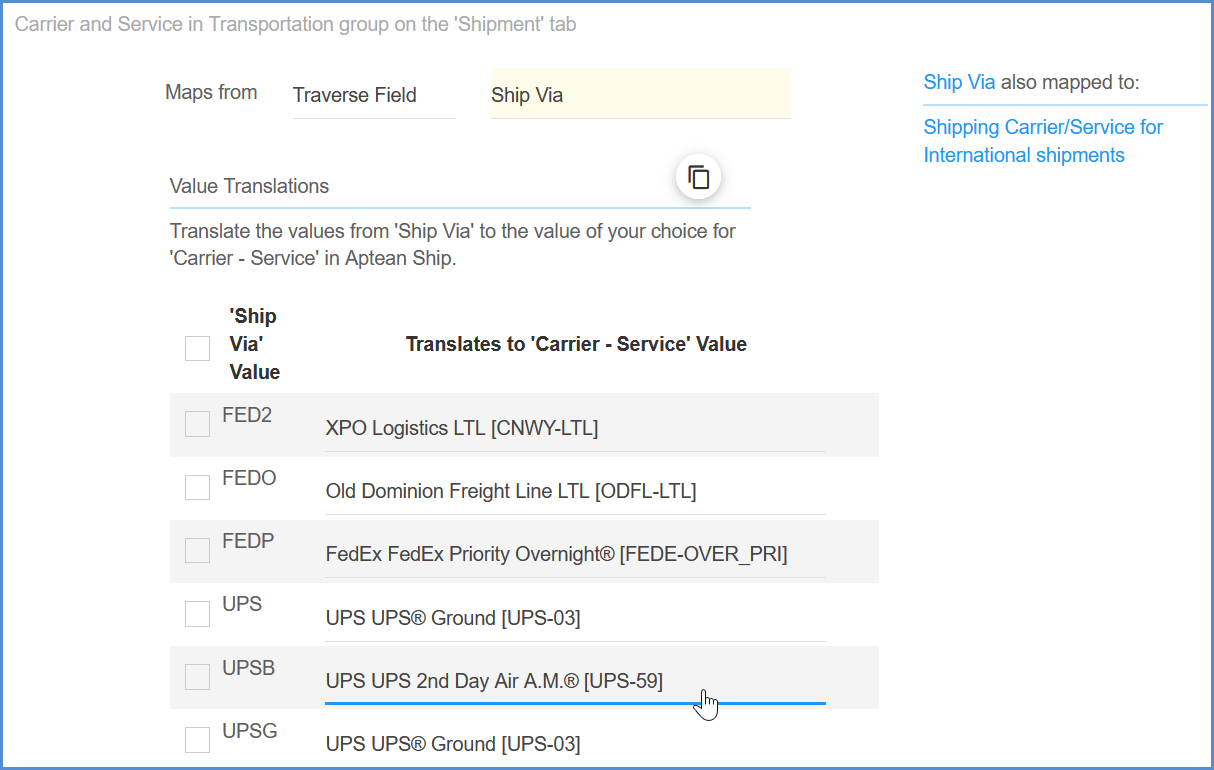 Carrier and Service in Transportation group on the 'Shipment' tab
Maps from
Traverse Field
Ship Via
Ship Via also mapped to:
Shipping Carrier/Service for
International shipments
Value Translations
Translate the values from 'Ship Via' to the value of your choice for
'Carrier - Service' in Aptean Ship.
'Ship
Via'
Value
Translates to 'Carrier - Service' Value
FED2
XPO Logistics LTL [CNWY-LTL]
FEDO
Old Dominion Freight Line LTL [ODFL-LTL]
FEDP
FedEx FedEx Priority Overnight® [FEDE-OVER_PRI]
UPS
UPS UPS® Ground [UPS-03]
UPSB
UPS UPS 2nd Day Air A.M.® [UPS-59]
UPSG
UPS UPS® Ground [UPS-03]